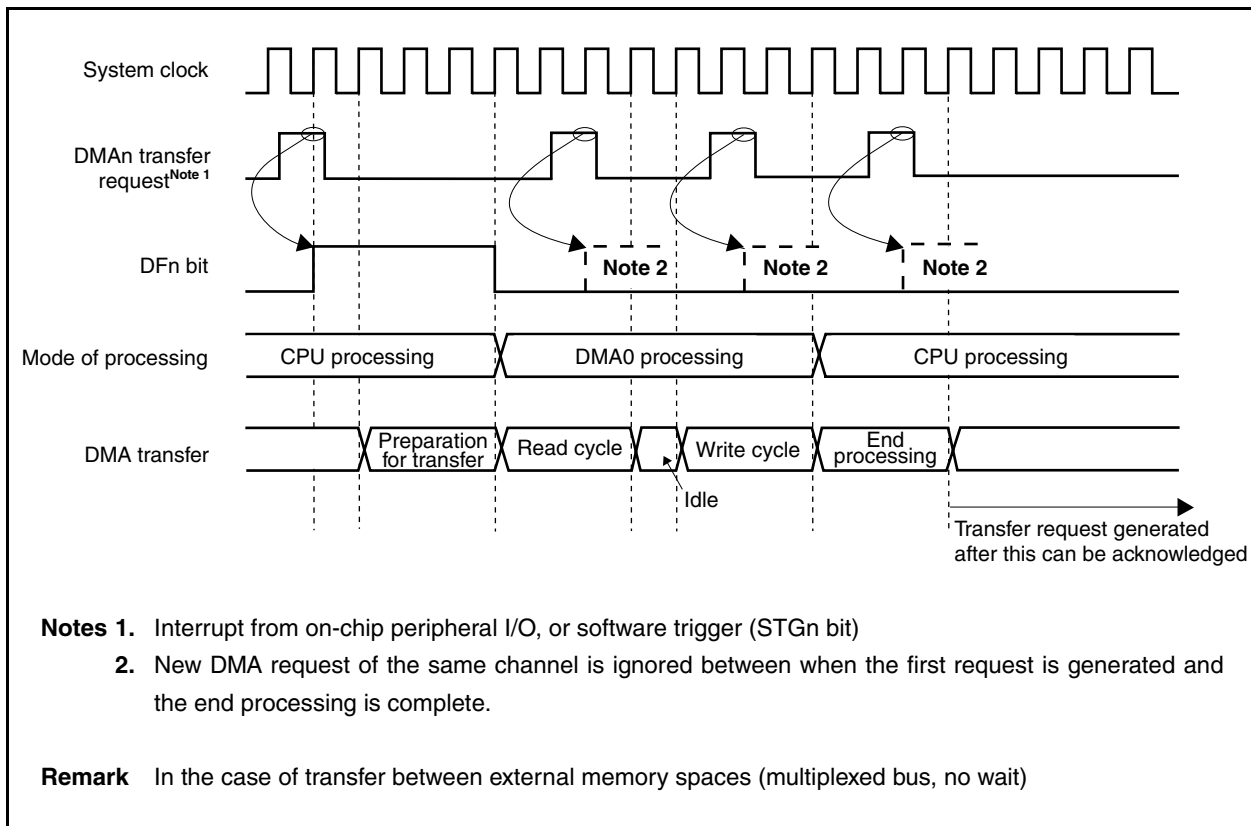 System clock
DMAn transfer
request Note 1
DFn bit
Note 2
Note 2
Note 2
Mode of processing
CPU processing
DMA0 processing
CPU processing
DMA transfer
Preparation
for transfer
Read cycle
Write cycle
End
processing
Idle
Transfer request generated
after this can be acknowledged
Notes 1. Interrupt from on-chip peripheral I/O, or software trigger (STGn bit)
2. New DMA request of the same channel is ignored between when the first request is generated and
the end processing is complete.
Remark In the case of transfer between external memory spaces (multiplexed bus, no wait)